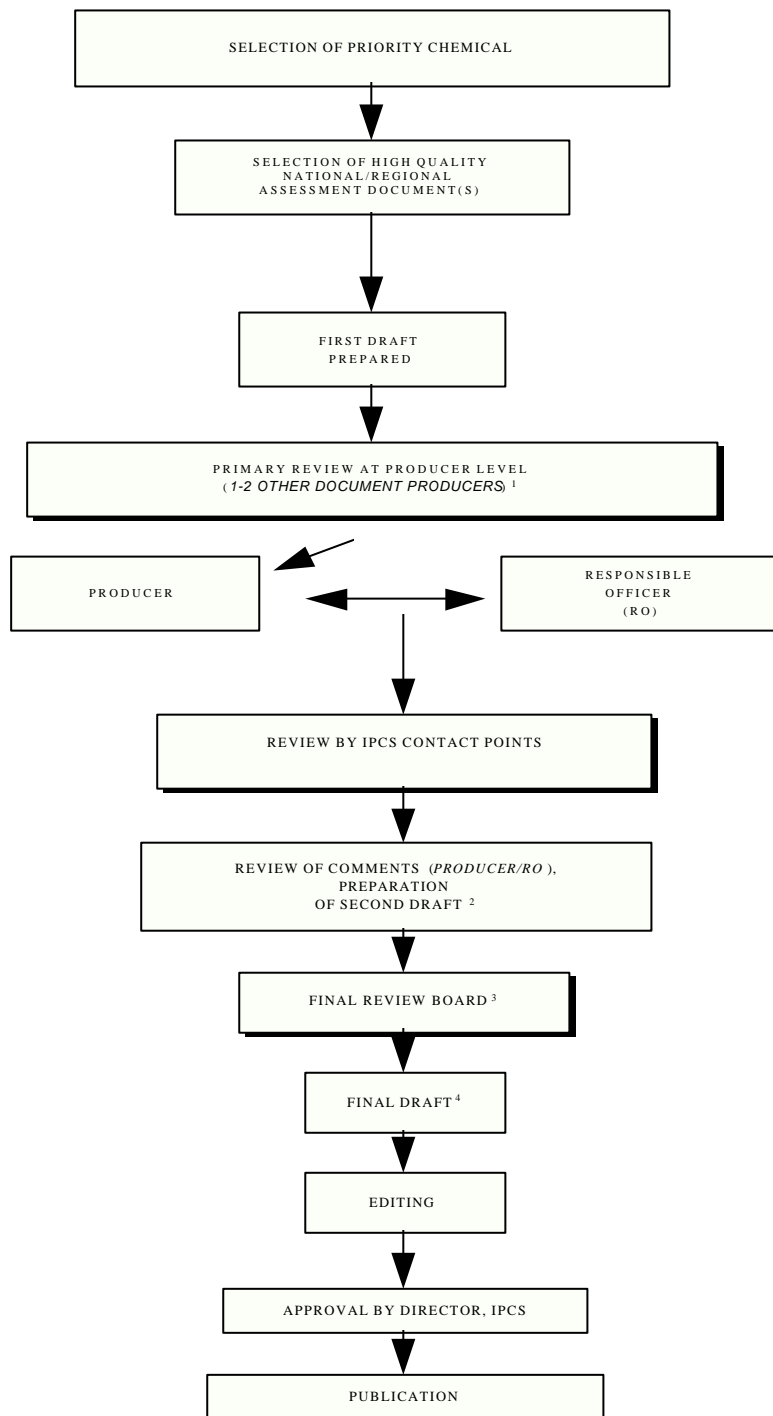 SELECTION OF PRIORITY CHEMICAL
SELECTION OF HIGH QUALITY
NATIONAL/REGIONAL
ASSESSMENT DOCUMENT(S)
FIRST DRAFT
PREPARED
PRIMARY REVIEW AT PRODUCER LEVEL
(1-2 OTHER DOCUMENT PRODUCERS) 1
PRODUCER
RESPONSIBLE
OFFICER
(RO)
REVIEW BY IPCS CONTACT POINTS
REVIEW OF COMMENTS (PRODUCER/RO ),
PREPARATION
OF SECOND DRAFT 2
FINAL REVIEW BOARD 3
FINAL DRAFT 4
EDITING
APPROVAL BY DIRECTOR, IPCS
PUBLICATION